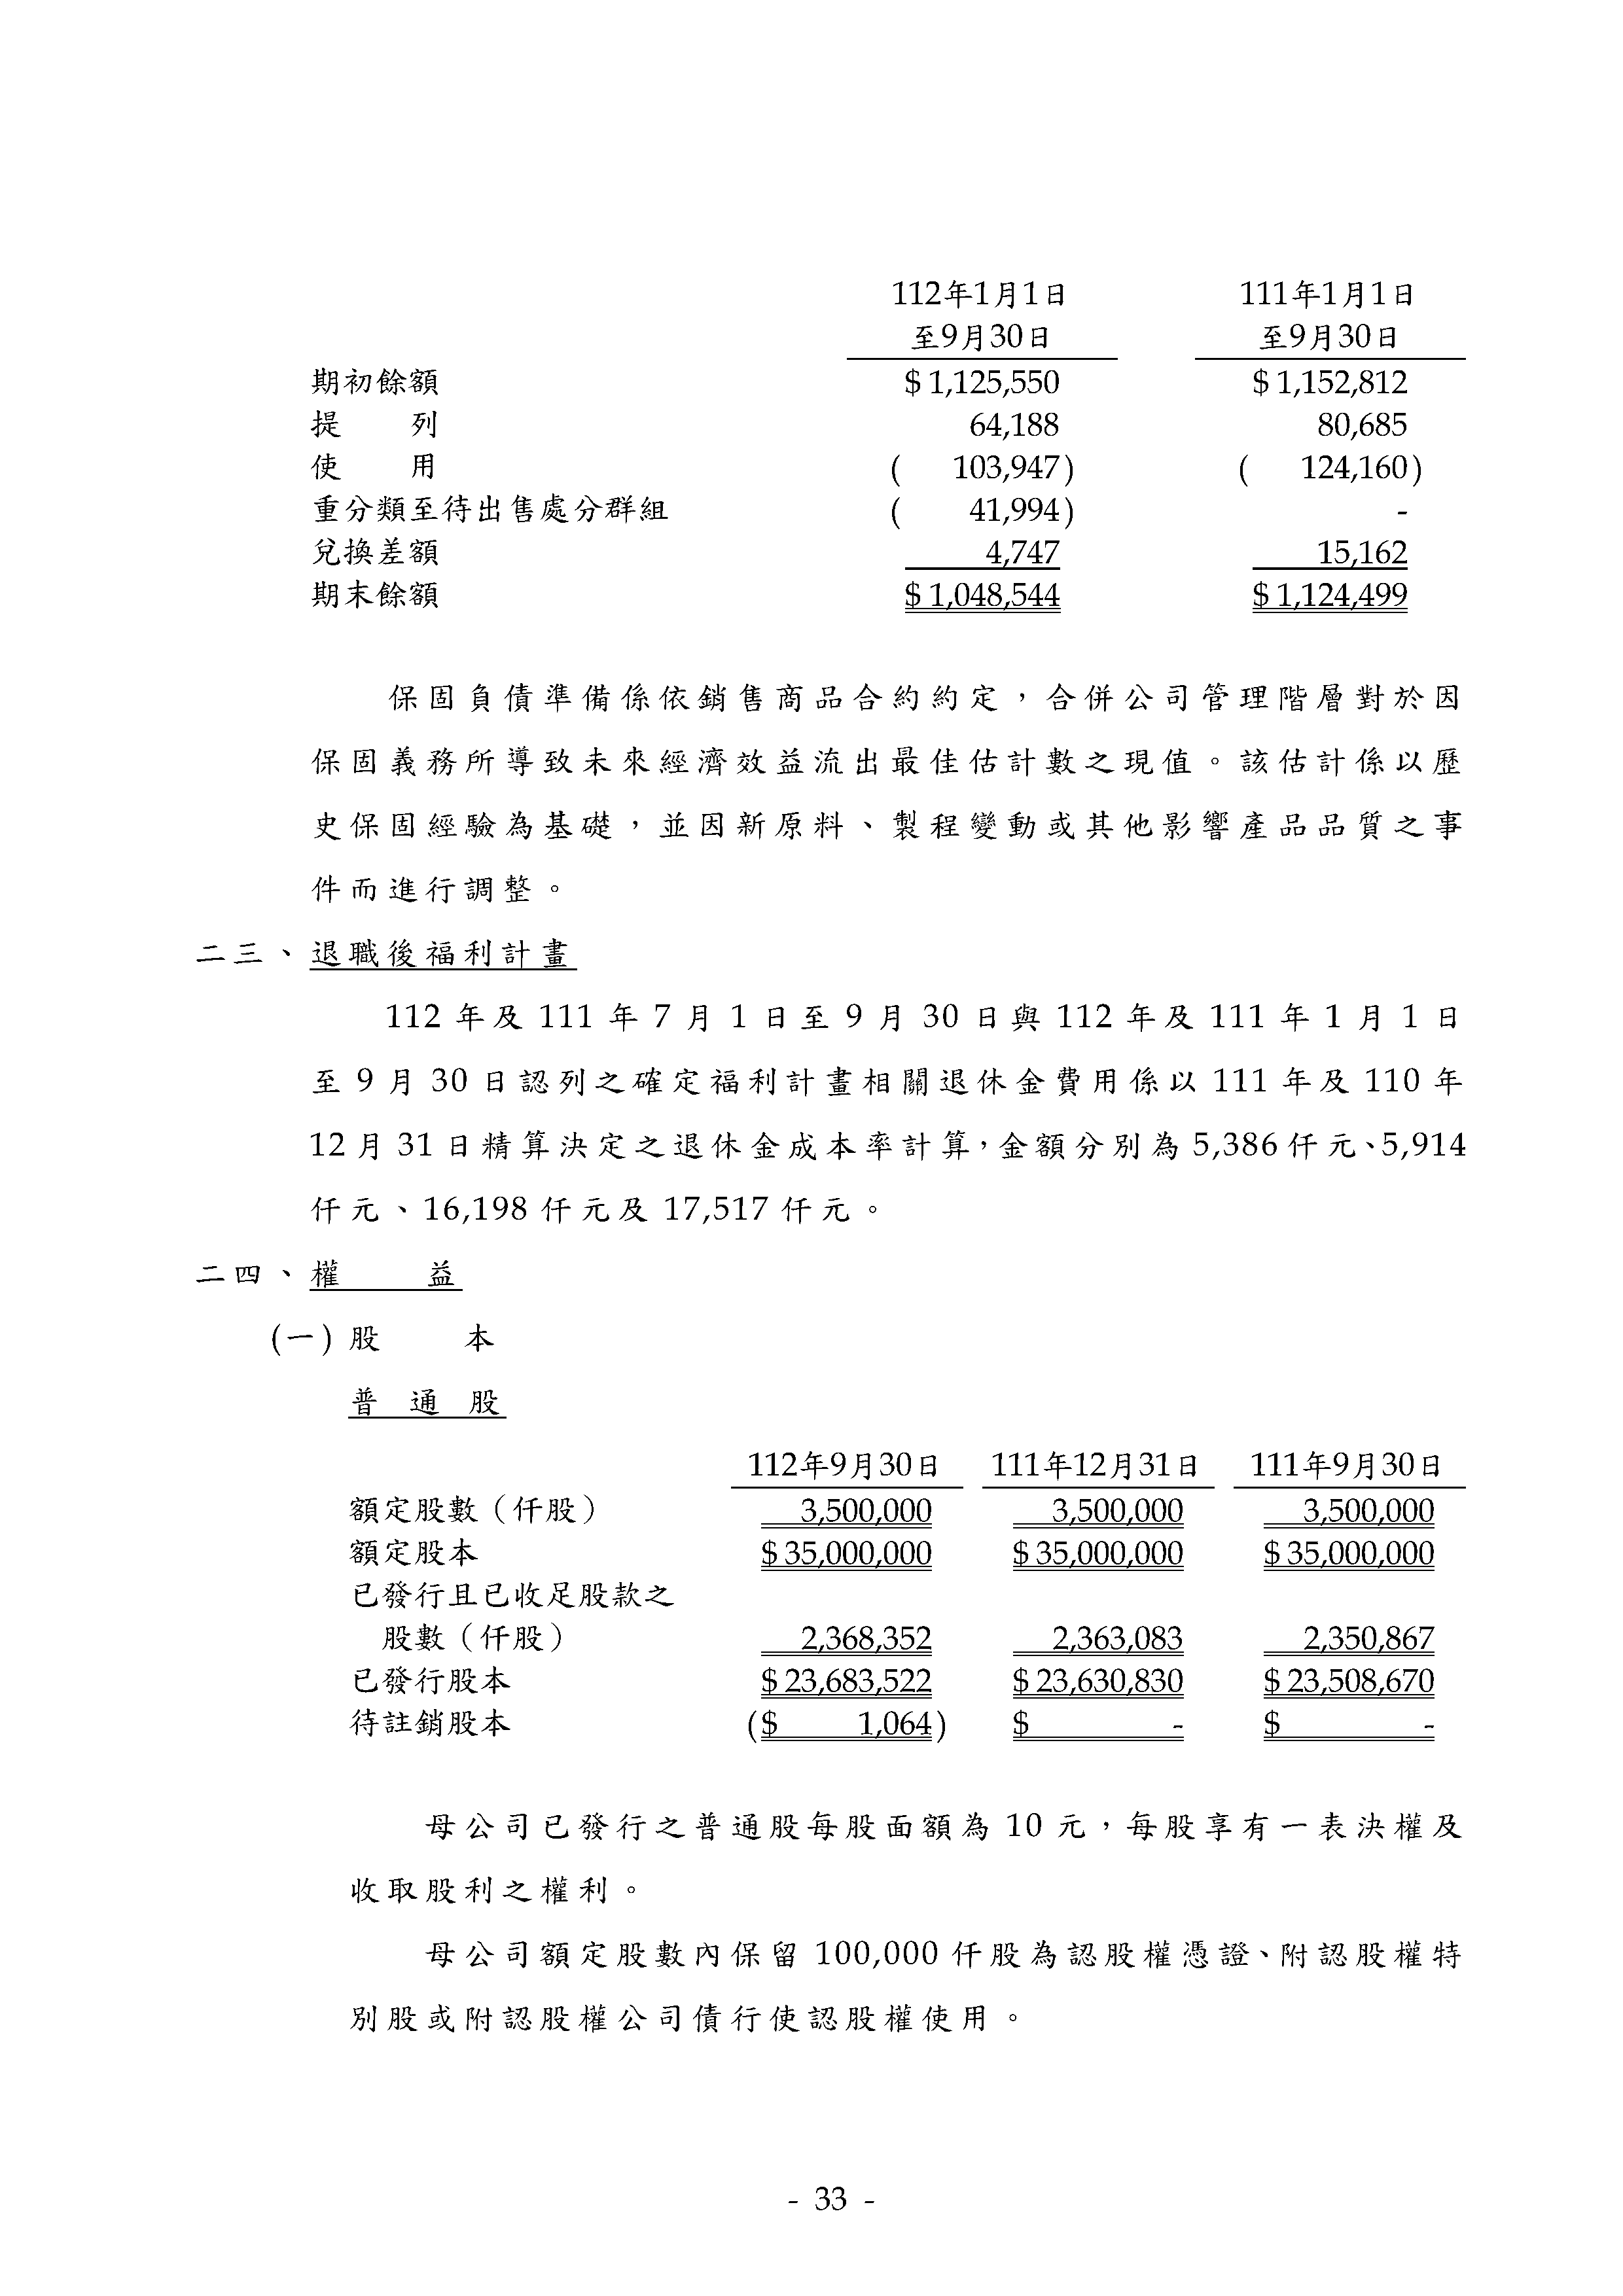 112年1月1日 111年1月1日
至9月30日 至9月30日
期初餘額 $ 1,125,550 $ 1,152,812
提　　列 64,188 80,685
使　　用 ( 103,947) ( 124,160)
重分類至待出售處分群組 ( 41,994) -
兌換差額 4,747 15,162
期末餘額 $ 1,048,544 $ 1,124,499
保固負債準備係依銷售商品合約約定，合併公司管理階層對於因
保固義務所導致未來經濟效益流出最佳估計數之現值。該估計係以歷
史保固經驗為基礎，並因新原料、製程變動或其他影響產品品質之事
件而進行調整。
二三、退職後福利計畫
112 年及 111 年 7 月 1 日至 9 月 30 日與 112 年及 111 年 1 月 1 日
至 9 月 30 日認列之確定福利計畫相關退休金費用係以 111 年及 110 年
12 月 31 日精算決定之退休金成本率計算，金額分別為 5,386 仟元、5,914
仟元、16,198 仟元及 17,517 仟元。
二四、權　　益
(一) 股　　本
普 通 股
112年9月30日 111年12月31日 111年9月30日
額定股數（仟股） 3,500,000 3,500,000 3,500,000
額定股本 $ 35,000,000 $ 35,000,000 $ 35,000,000
已發行且已收足股款之
股數（仟股） 2,368,352 2,363,083 2,350,867
已發行股本 $ 23,683,522 $ 23,630,830 $ 23,508,670
待註銷股本 ($ 1,064) $ - $ -
母公司已發行之普通股每股面額為 10 元，每股享有一表決權及
收取股利之權利。
母公司額定股數內保留 100,000 仟股為認股權憑證、附認股權特
別股或附認股權公司債行使認股權使用。
- 33 -